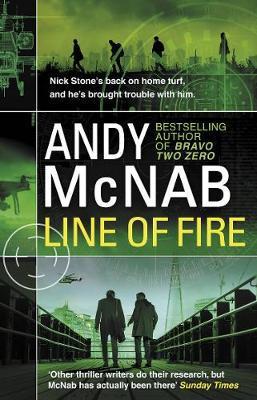 Nick Stone's back on home turf,
and he's brought trouble with him.
ANDY
BESTSELLING
AUTHOR
OF BRAVO
TWO ZERO
McNAB
LINE OF FIRE
'Other thriller writers do their research, but
McNab has actually been there' Sunday Times